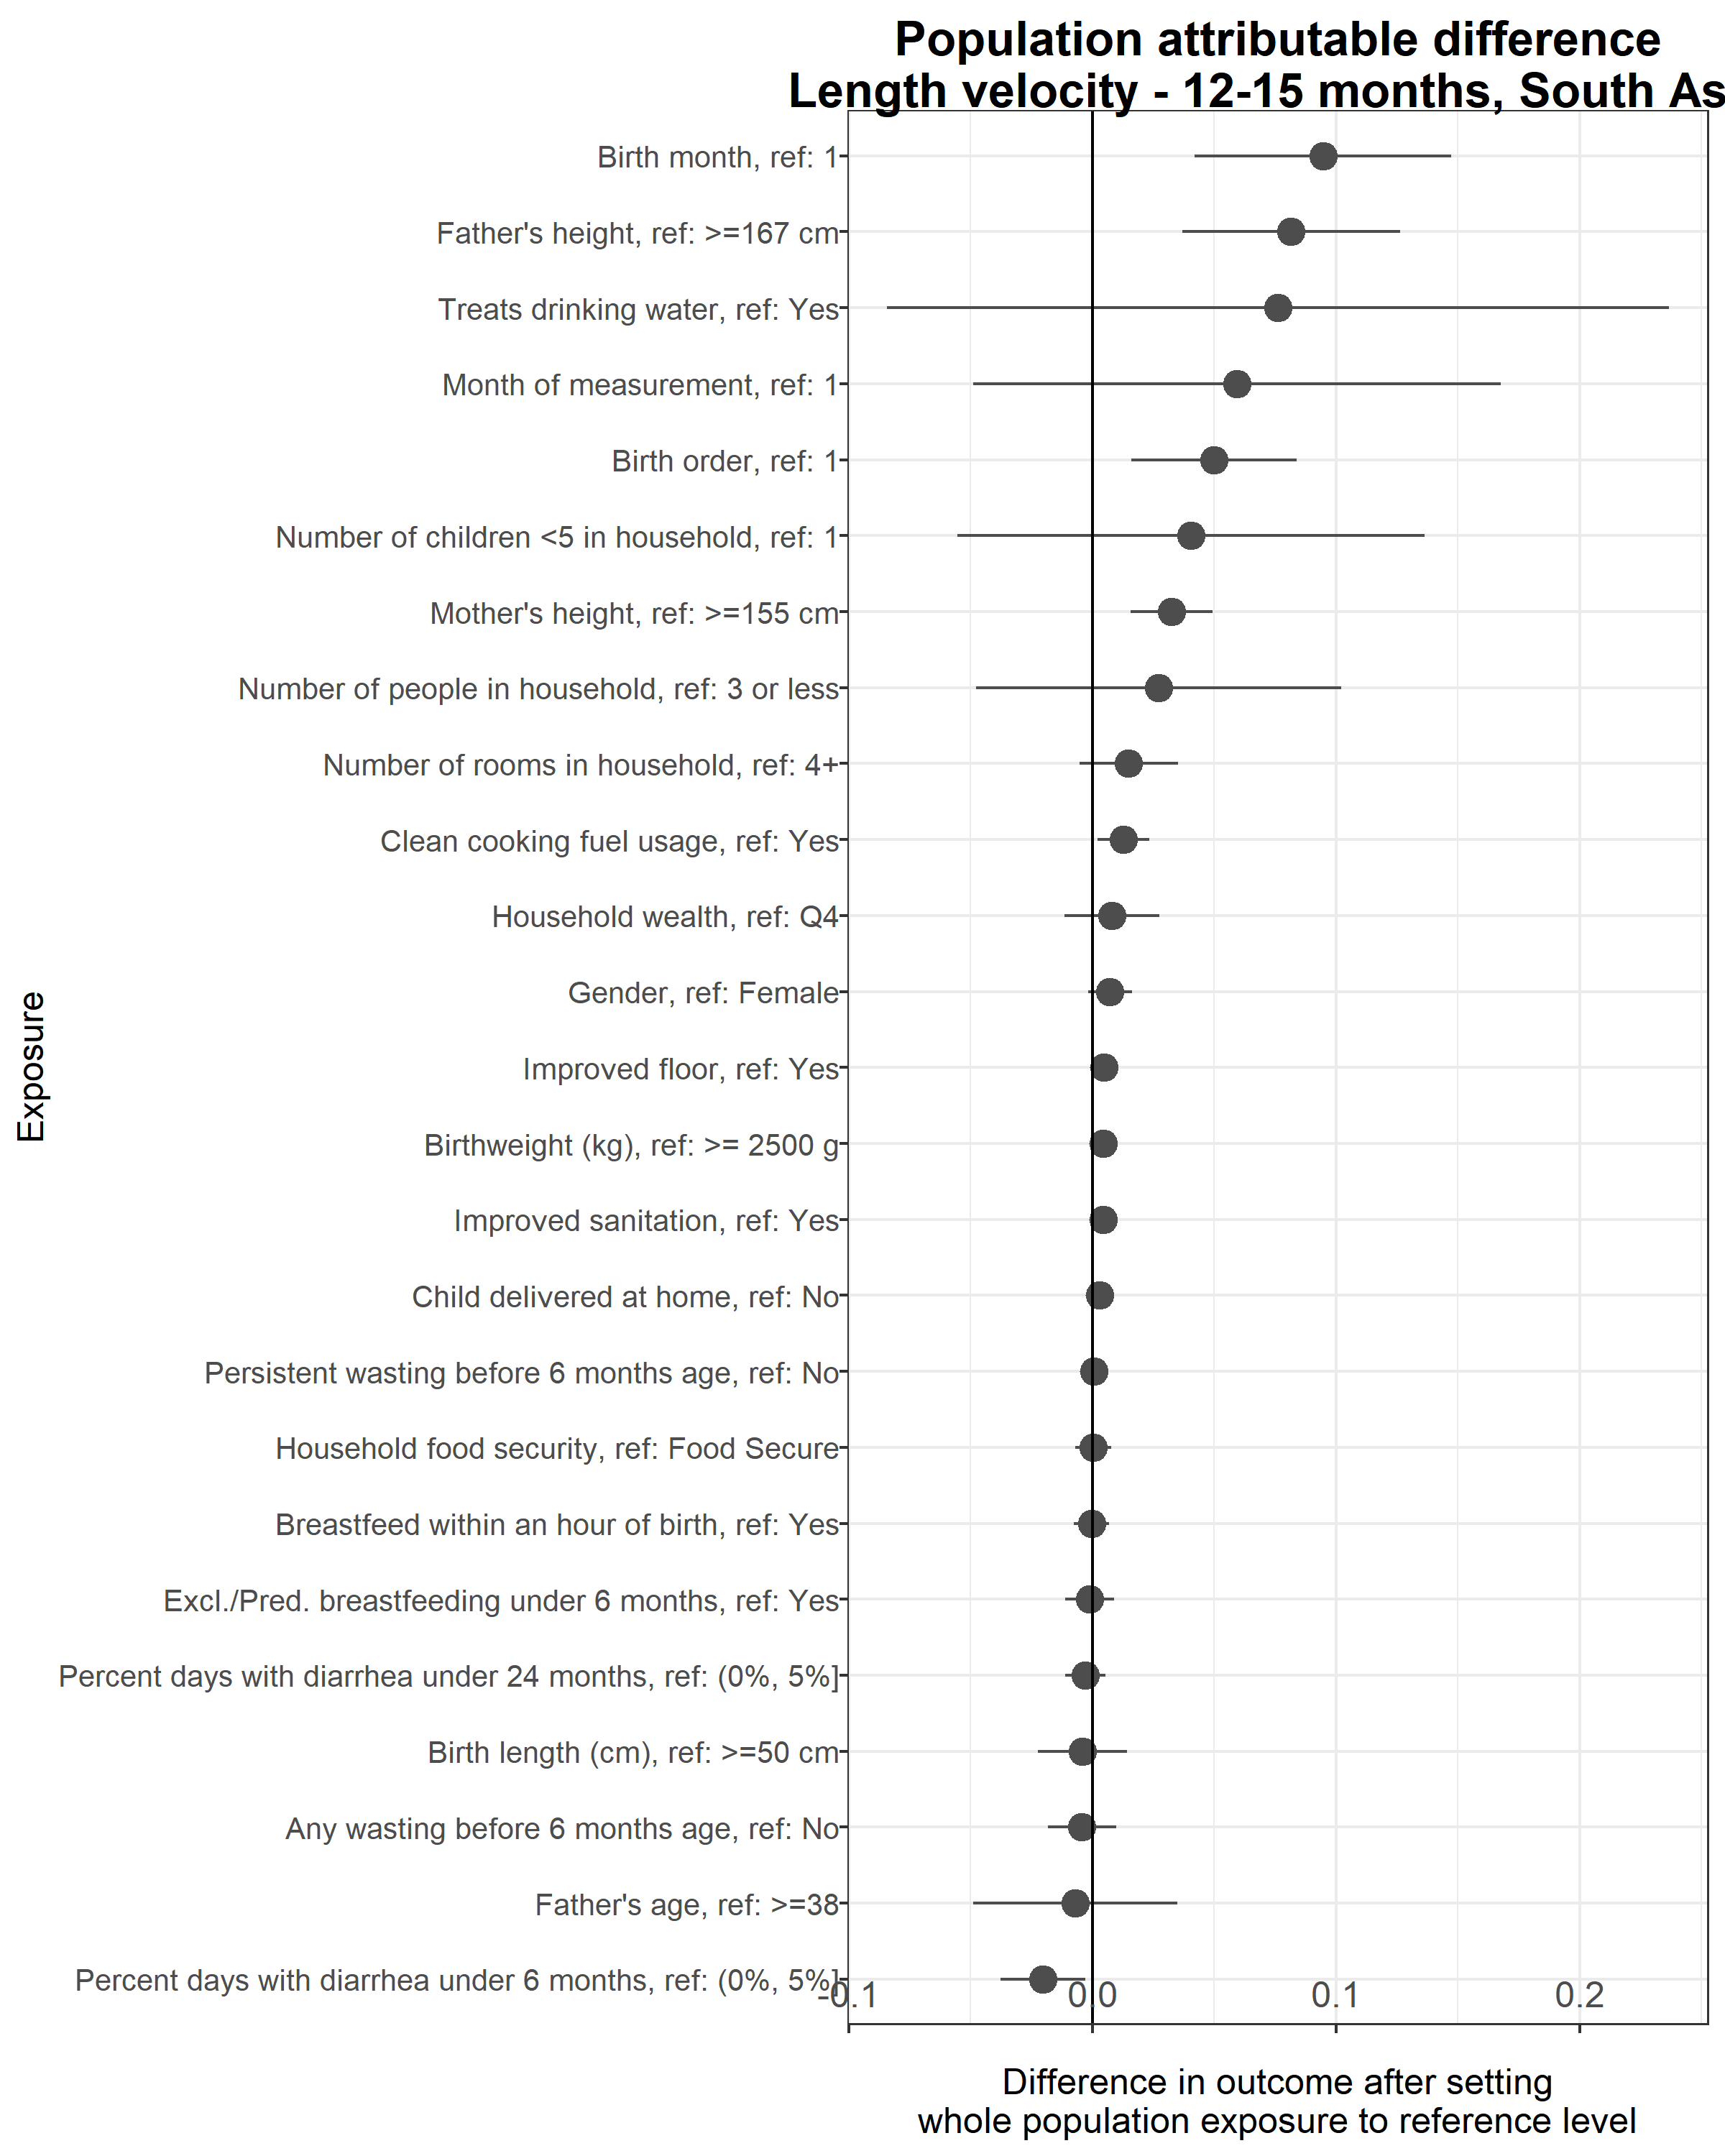 Population attributable difference
Length velocity - 12-15 months, South As
Birth month, ref: 1
Father's height, ref: >=167 cm
Treats drinking water, ref: Yes
Month of measurement, ref: 1
Birth order, ref: 1
Number of children <5 in household, ref: 1
Mother's height, ref: >=155 cm
Number of people in household, ref: 3 or less
Number of rooms in household, ref: 4+
Clean cooking fuel usage, ref: Yes
Household wealth, ref: Q4
Gender, ref: Female
Improved floor, ref: Yes
Birthweight (kg), ref: >= 2500 g
Improved sanitation, ref: Yes
Child delivered at home, ref: No
Persistent wasting before 6 months age, ref: No
Household food security, ref: Food Secure
Breastfeed within an hour of birth, ref: Yes
Excl./Pred. breastfeeding under 6 months, ref: Yes
Percent days with diarrhea under 24 months, ref: (0%, 5%]
Birth length (cm), ref: >=50 cm
Any wasting before 6 months age, ref: No
Father's age, ref: >=38
Percent days with diarrhea under 6 months, ref: (0%, 5%]
Exposure
-0.1 0.0 0.1 0.2
Difference in outcome after setting
whole population exposure to reference level